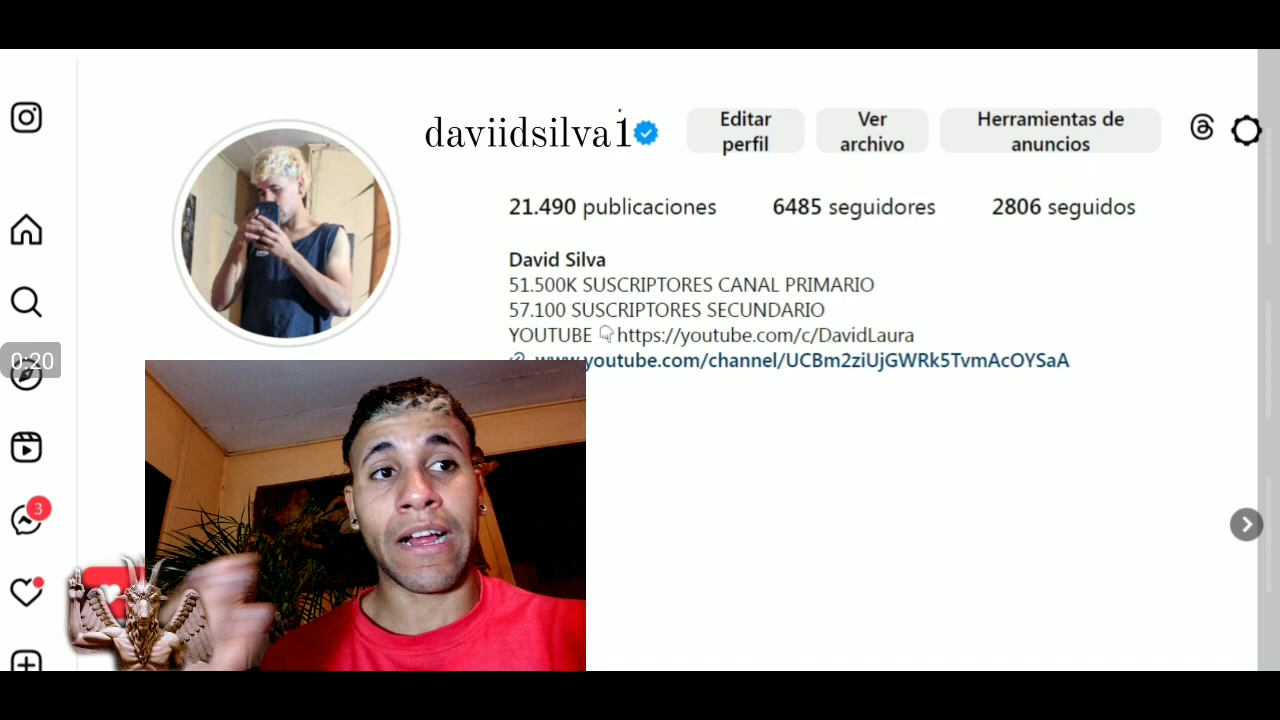 daviidsilva1
Editar perfil
Ver archivo
Herramientas de anuncios
21.490 publicaciones 6485 seguidores 2806 seguidos
David Silva
51.500K SUSCRIPTORES CANAL PRIMARIO
57.100 SUSCRIPTORES SECUNDARIO
YOUTUBE 👇https://youtube.com/c/DavidLaura
www.youtube.com/channel/UCBm2ziUjGWRk5TvmAcOYSaA
0:20
3